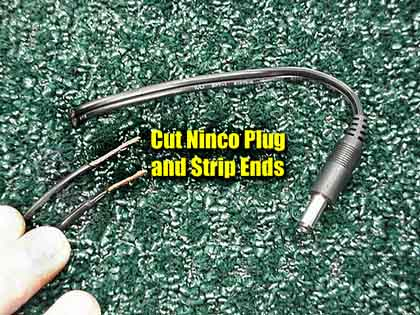 Cut Ninco Plug
and Strip Ends